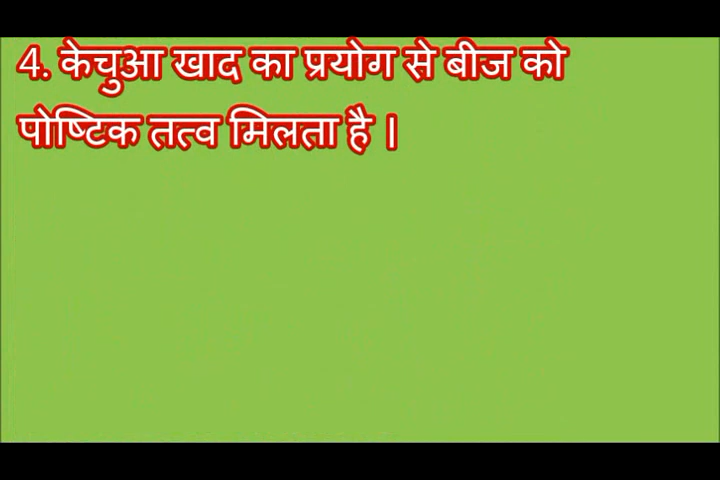 4. केचुआ खाद का प्रयोग से बीज को
पोष्टिक तत्व मिलता है ।